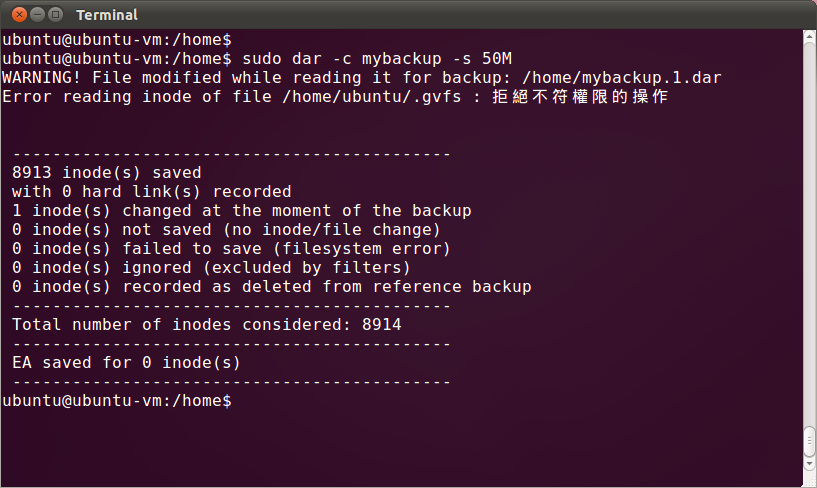 Terminal
ubuntu@ubuntu-vm:/home$
ubuntu@ubuntu-vm:/home$ sudo dar -c mybackup -s 50M
WARNING! File modified while reading it for backup: /home/mybackup.1.dar
Error reading inode of file /home/ubuntu/.gvfs : 拒絕不符權限的操作
--------------------------------------------
8913 inode(s) saved
with 0 hard link(s) recorded
1 inode(s) changed at the moment of the backup
0 inode(s) not saved (no inode/file change)
0 inode(s) failed to save (filesystem error)
0 inode(s) ignored (excluded by filters)
0 inode(s) recorded as deleted from reference backup
--------------------------------------------
Total number of inodes considered: 8914
--------------------------------------------
EA saved for 0 inode(s)
--------------------------------------------
ubuntu@ubuntu-vm:/home$